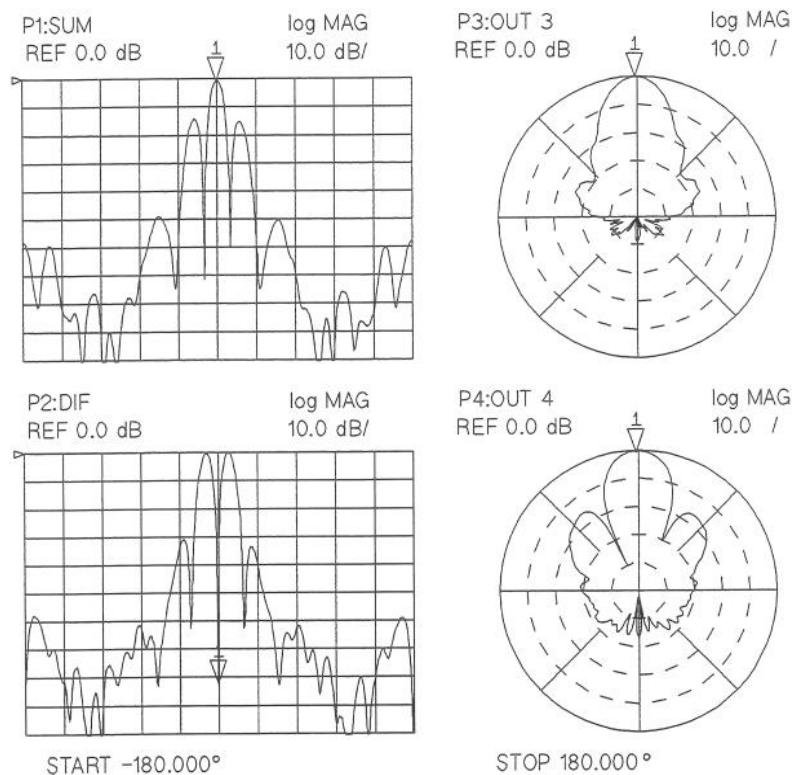 P1:SUM log MAG
REF 0.0 dB 1 10.0 dB/
P3:OUT 3 log MAG
REF 0.0 dB 1 10.0 /
P2:DIF log MAG
REF 0.0 dB 10.0 dB/
P4:OUT 4 log MAG
REF 0.0 dB 1 10.0 /
START -180.000°
STOP 180.000°